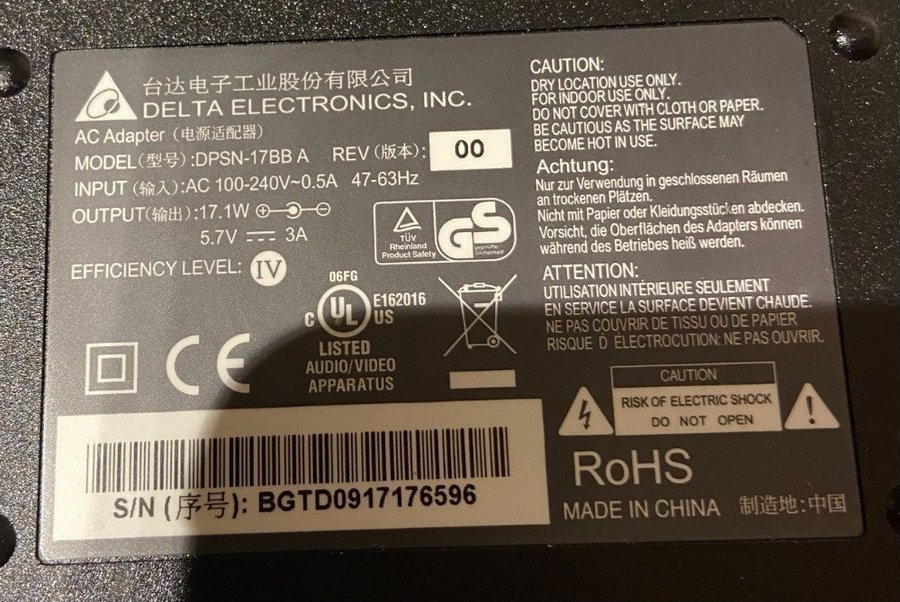 台达电子工业股份有限公司
DELTA ELECTRONICS, INC.
AC Adapter (电源适配器)
MODEL(型号):DPSN-17BB A REV(版本): 00
INPUT (输入):AC 100-240V~0.5A 47-63Hz
OUTPUT(输出):17.1W
5.7V 3A
EFFICIENCY LEVEL: IV
TÜV
Rheinland
Product Safety
GS
geprüfte
Sicherheit
06FG
C UL US E162016
LISTED
AUDIO/VIDEO
APPARATUS
CE
S/N (序号): BGTD0917176596
CAUTION:
DRY LOCATION USE ONLY.
FOR INDOOR USE ONLY.
DO NOT COVER WITH CLOTH OR PAPER.
BE CAUTIOUS AS THE SURFACE MAY
BECOME HOT IN USE.
Achtung:
Nur zur Verwendung in geschlossenen Räumen
an trockenen Plätzen.
Nicht mit Papier oder Kleidungsstücken abdecken.
Vorsicht, die Oberflächen des Adapters können
während des Betriebes heiß werden.
ATTENTION:
UTILISATION INTÉRIEURE SEULEMENT
EN SERVICE LA SURFACE DEVIENT CHAUDE.
NE PAS COUVRIR DE TISSU OU DE PAPIER
RISQUE D ÉLECTROCUTION: NE PAS OUVRIR.
CAUTION
RISK OF ELECTRIC SHOCK
DO NOT OPEN
RoHS
MADE IN CHINA 制造地:中国